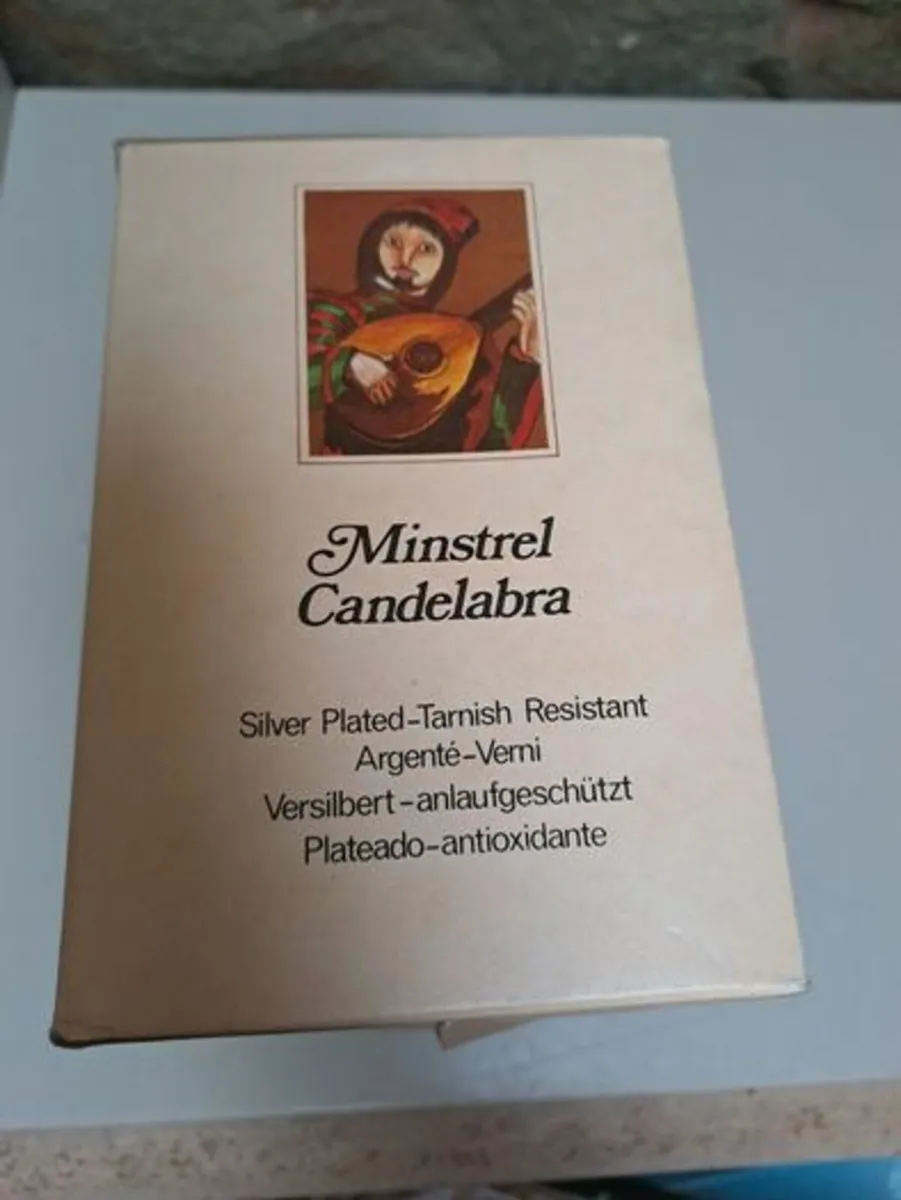 Minstrel
Candelabra
Silver Plated-Tarnish Resistant
Argenté-Verni
Versilbert-anlaufgeschützt
Plateado-antioxidante